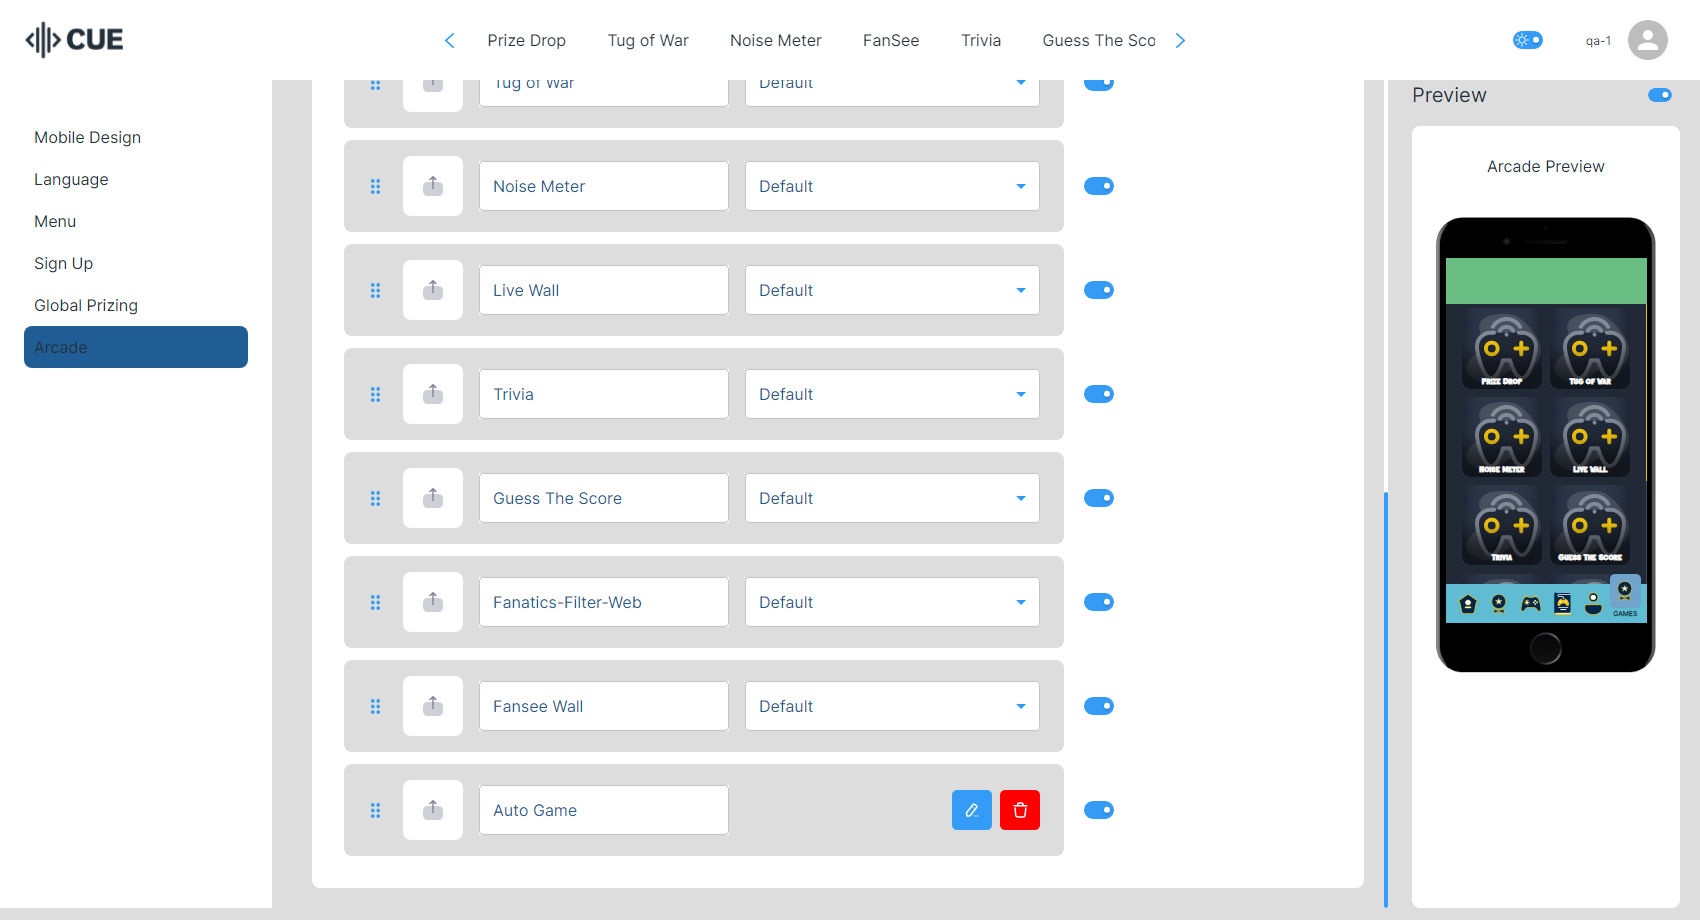 CUE
Prize Drop
Tug of War
Noise Meter
FanSee
Trivia
Guess The Sco
qa-1
Mobile Design
Language
Menu
Sign Up
Global Prizing
Arcade
Tug of War
Default
Noise Meter
Default
Live Wall
Default
Trivia
Default
Guess The Score
Default
Fanatics-Filter-Web
Default
Fansee Wall
Default
Auto Game
Preview
Arcade Preview
Prize Drop
Tug of War
Noise Meter
Live Wall
Trivia
Guess The Score
GAMES